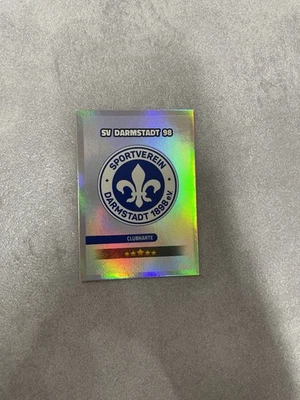 SV DARMSTADT 98
SPORTVEREIN
DARMSTADT 1898 e.V.
CLUBKARTE